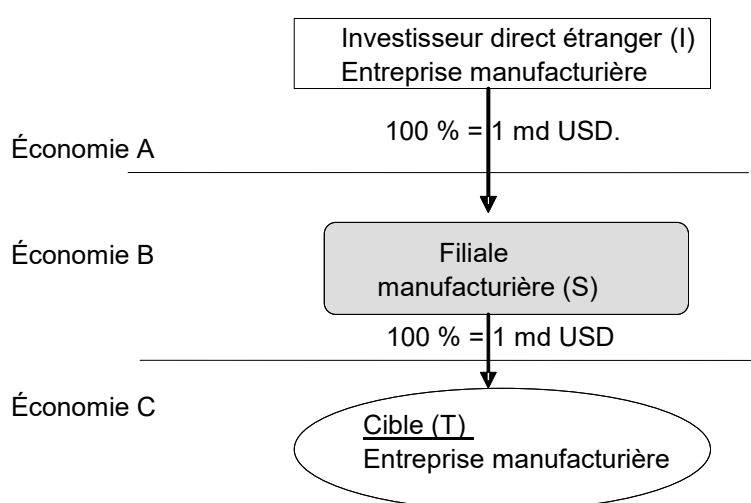 Investisseur direct étranger (I)
Entreprise manufacturière
100 % = 1 md USD.
Économie A
Économie B
Filiale
manufacturière (S)
100 % = 1 md USD
Économie C
Cible (T)
Entreprise manufacturière